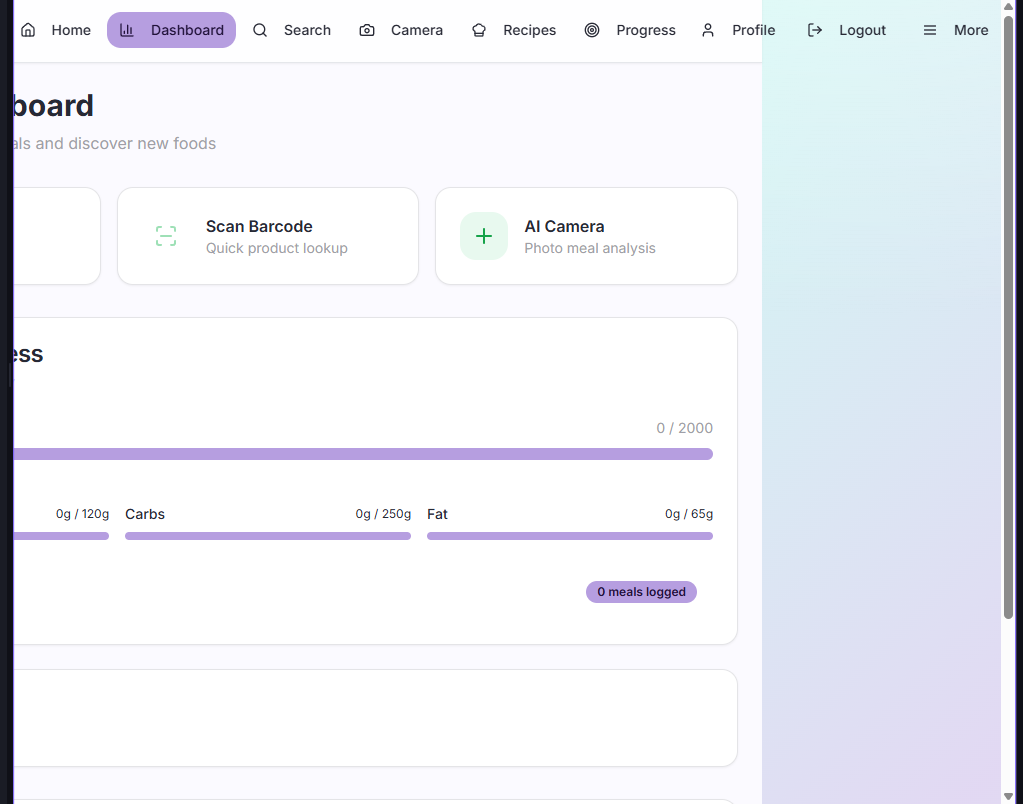 Home Dashboard Search Camera Recipes Progress Profile Logout More
board
als and discover new foods
Scan Barcode
Quick product lookup
AI Camera
Photo meal analysis
ess
0 / 2000
0g / 120g Carbs 0g / 250g Fat 0g / 65g
0 meals logged